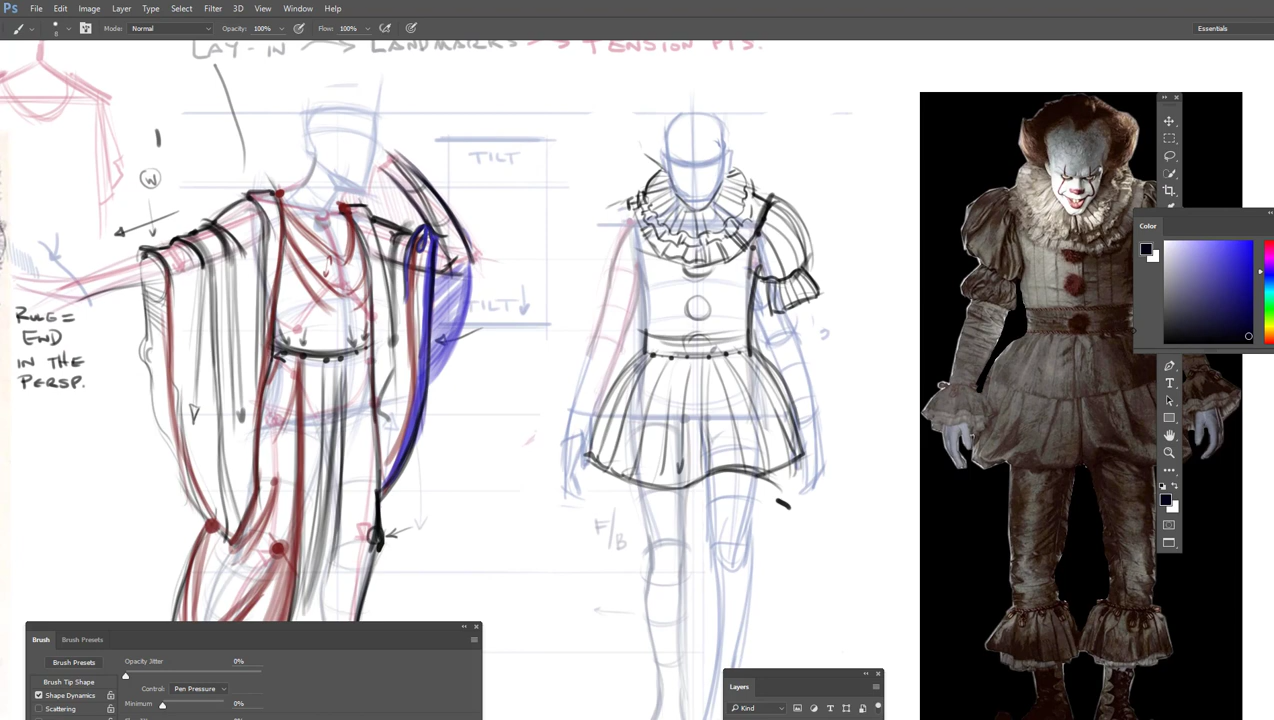 Ps File Edit Image Layer Type Select Filter 3D View Window Help
Mode: Normal Opacity: 100% Flow: 100% Essentials
LAY-IN → LANDMARKS → TENSION PTS.
TILT
W
Color
TILT
RULE =
END
IN THE
PERSP.
F/B
Brush Brush Presets
Brush Presets Opacity Jitter 0%
Brush Tip Shape Control: Pen Pressure
Shape Dynamics Minimum 0%
Scattering
Layers
Kind